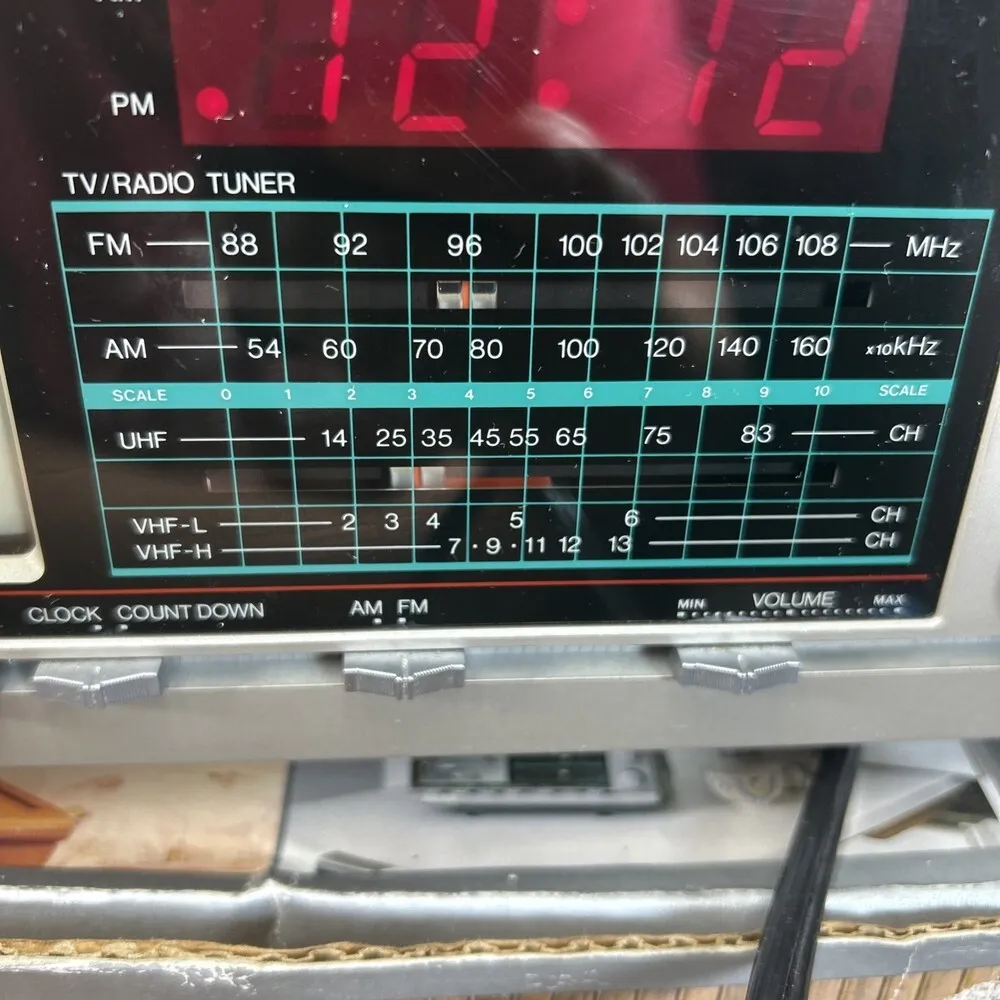 12:12
PM
TV/RADIO TUNER
FM 88 92 96 100 102 104 106 108 MHz
AM 54 60 70 80 100 120 140 160 x10kHz
SCALE 0 1 2 3 4 5 6 7 8 9 10 SCALE
UHF 14 25 35 45 55 65 75 83 CH
VHF-L 2 3 4 5 6 CH
VHF-H 7 · 9 · 11 12 13 CH
CLOCK COUNT DOWN AM FM MIN VOLUME MAX